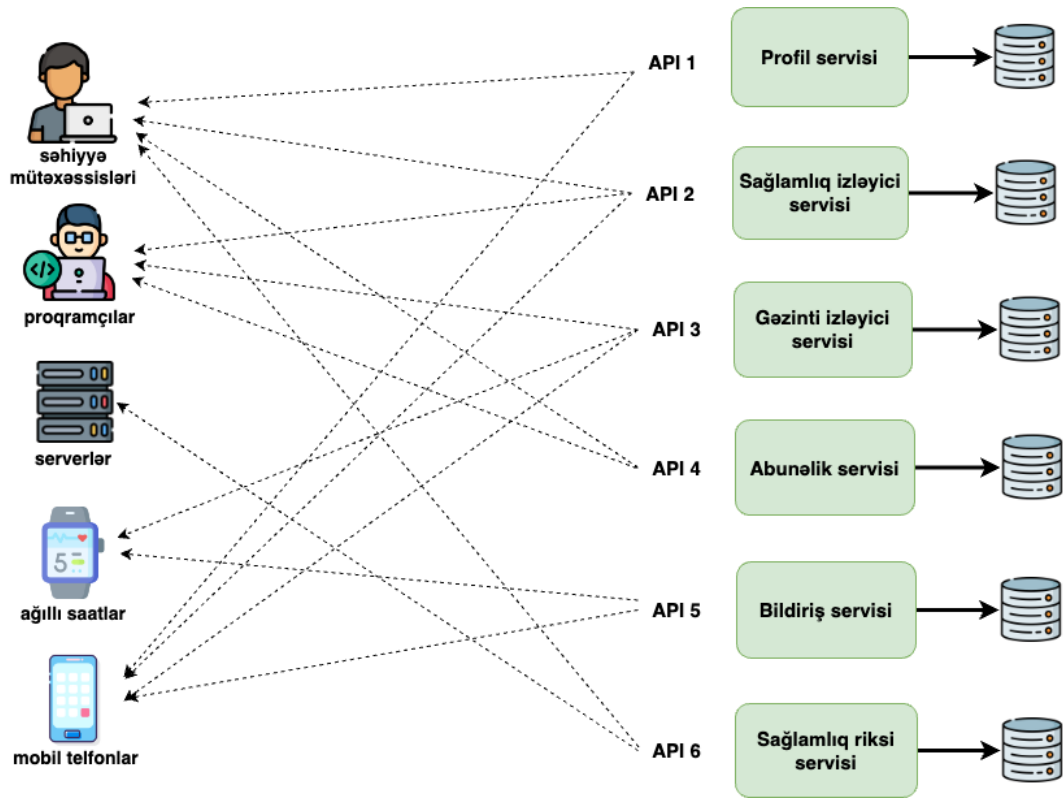 səhiyyə
mütəxəssisləri
proqramçılar
</>
serverlər
5
ağıllı saatlar
mobil telfonlar
API 1
API 2
API 3
API 4
API 5
API 6
Profil servisi
Sağlamlıq izləyici
servisi
Gəzinti izləyici
servisi
Abunəlik servisi
Bildiriş servisi
Sağlamlıq riksi
servisi